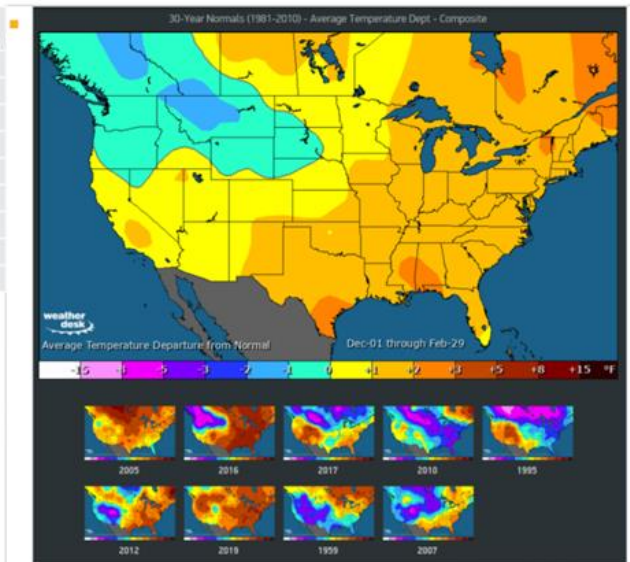 30-Year Normals (1981-2010) - Average Temperature Dept - Composite
weather
desk
Average Temperature Departure from Normal
Dec-01 through Feb-29
-15 -8 -5 -3 -2 -1 0 +1 +2 +3 +5 +8 +15 °F
2005 2016 2017 2010 1995
2012 2019 1959 2007